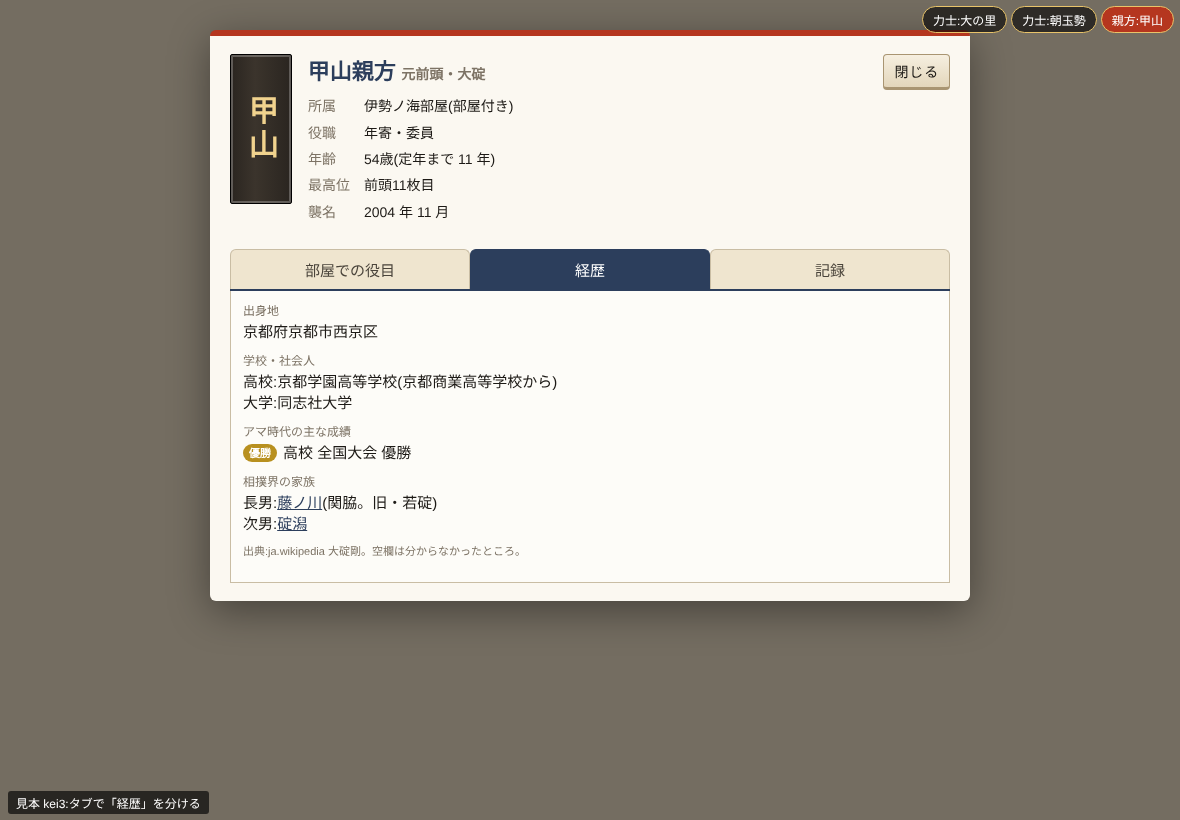 力士:大の里
力士:朝玉勢
親方:甲山
甲山
甲山親方 元前頭・大碇
閉じる
所属 伊勢ノ海部屋(部屋付き)
役職 年寄・委員
年齢 54歳(定年まで 11 年)
最高位 前頭11枚目
襲名 2004 年 11 月
部屋での役目
経歴
記録
出身地
京都府京都市西京区
学校・社会人
高校:京都学園高等学校(京都商業高等学校から)
大学:同志社大学
アマ時代の主な成績
優勝 高校 全国大会 優勝
相撲界の家族
長男:藤ノ川(関脇。旧・若碇)
次男:碇潟
出典:ja.wikipedia 大碇剛。空欄は分からなかったところ。
見本 kei3:タブで「経歴」を分ける